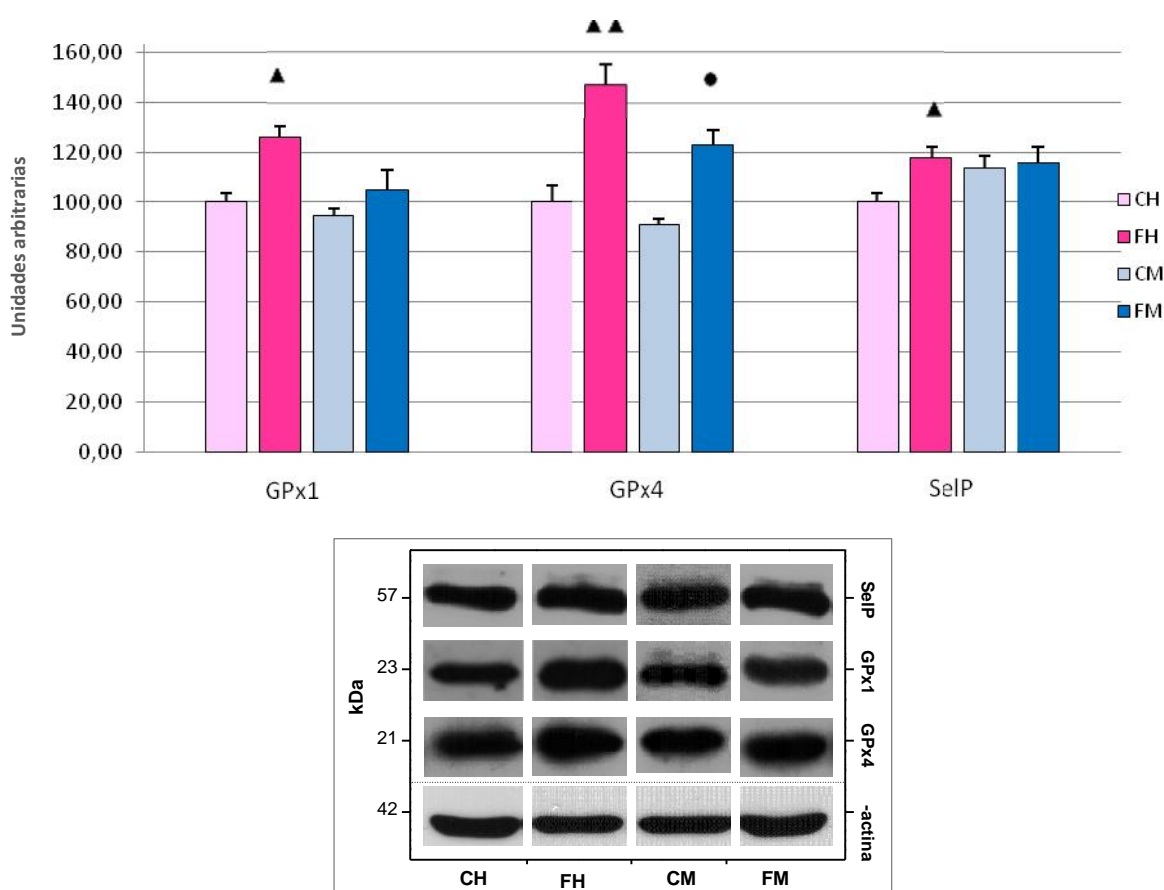 160,00
140,00
120,00
100,00
80,00
60,00
40,00
20,00
0,00
Unidades arbitrarias
GPx1 GPx4 SelP
CH
FH
CM
FM
kDa
57 SelP
23 GPx1
21 GPx4
42 -actina
CH FH CM FM